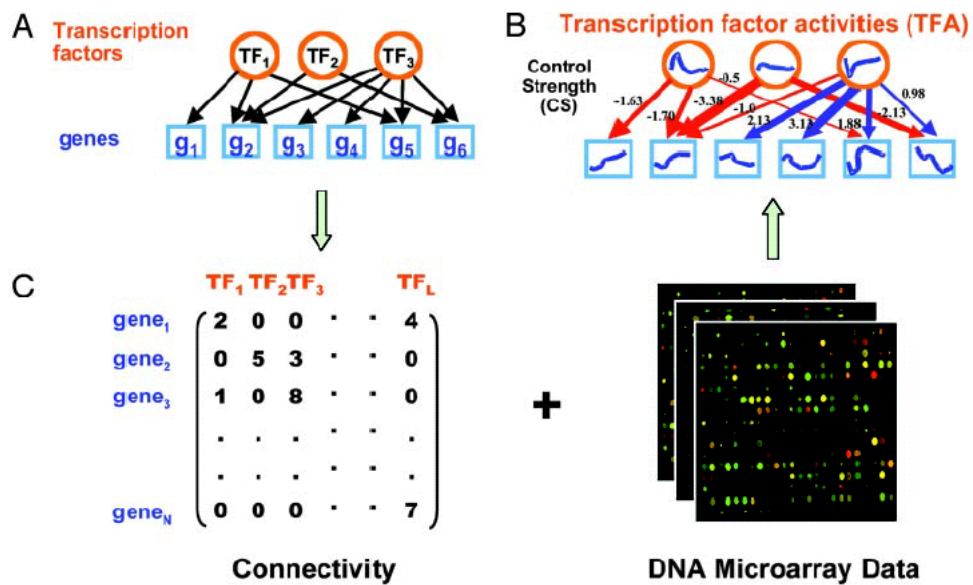 A
Transcription
factors
TF1 TF2 TF3
genes
g1 g2 g3 g4 g5 g6
B
Transcription factor activities (TFA)
Control
Strength
(CS)
-1.63 -1.70 -3.38 -0.5 -1.0 2.13 3.13 1.88 -2.13 0.98
C
TF1 TF2 TF3 TFL
gene1 2 0 0 · · 4
gene2 0 5 3 · · 0
gene3 1 0 8 · · 0
. . . . · · .
. . . . · · .
geneN 0 0 0 · · 7
+
Connectivity
DNA Microarray Data